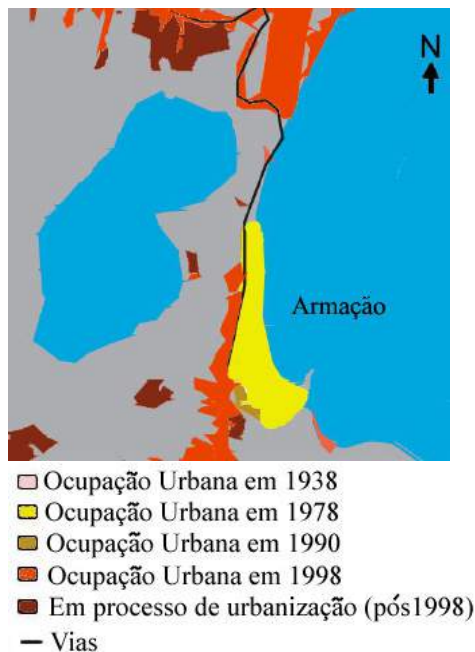 N
Armação
Ocupação Urbana em 1938
Ocupação Urbana em 1978
Ocupação Urbana em 1990
Ocupação Urbana em 1998
Em processo de urbanização (pós1998)
Vias